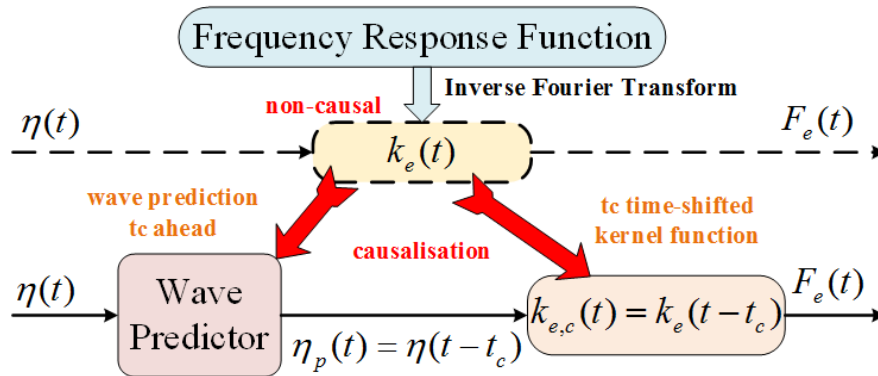 Frequency Response Function
Inverse Fourier Transform
non-causal
η(t)
k_e(t)
F_e(t)
wave prediction
tc ahead
causalisation
tc time-shifted
kernel function
η(t)
Wave
Predictor
η_p(t) = η(t − t_c)
k_{e,c}(t) = k_e(t − t_c)
F_e(t)